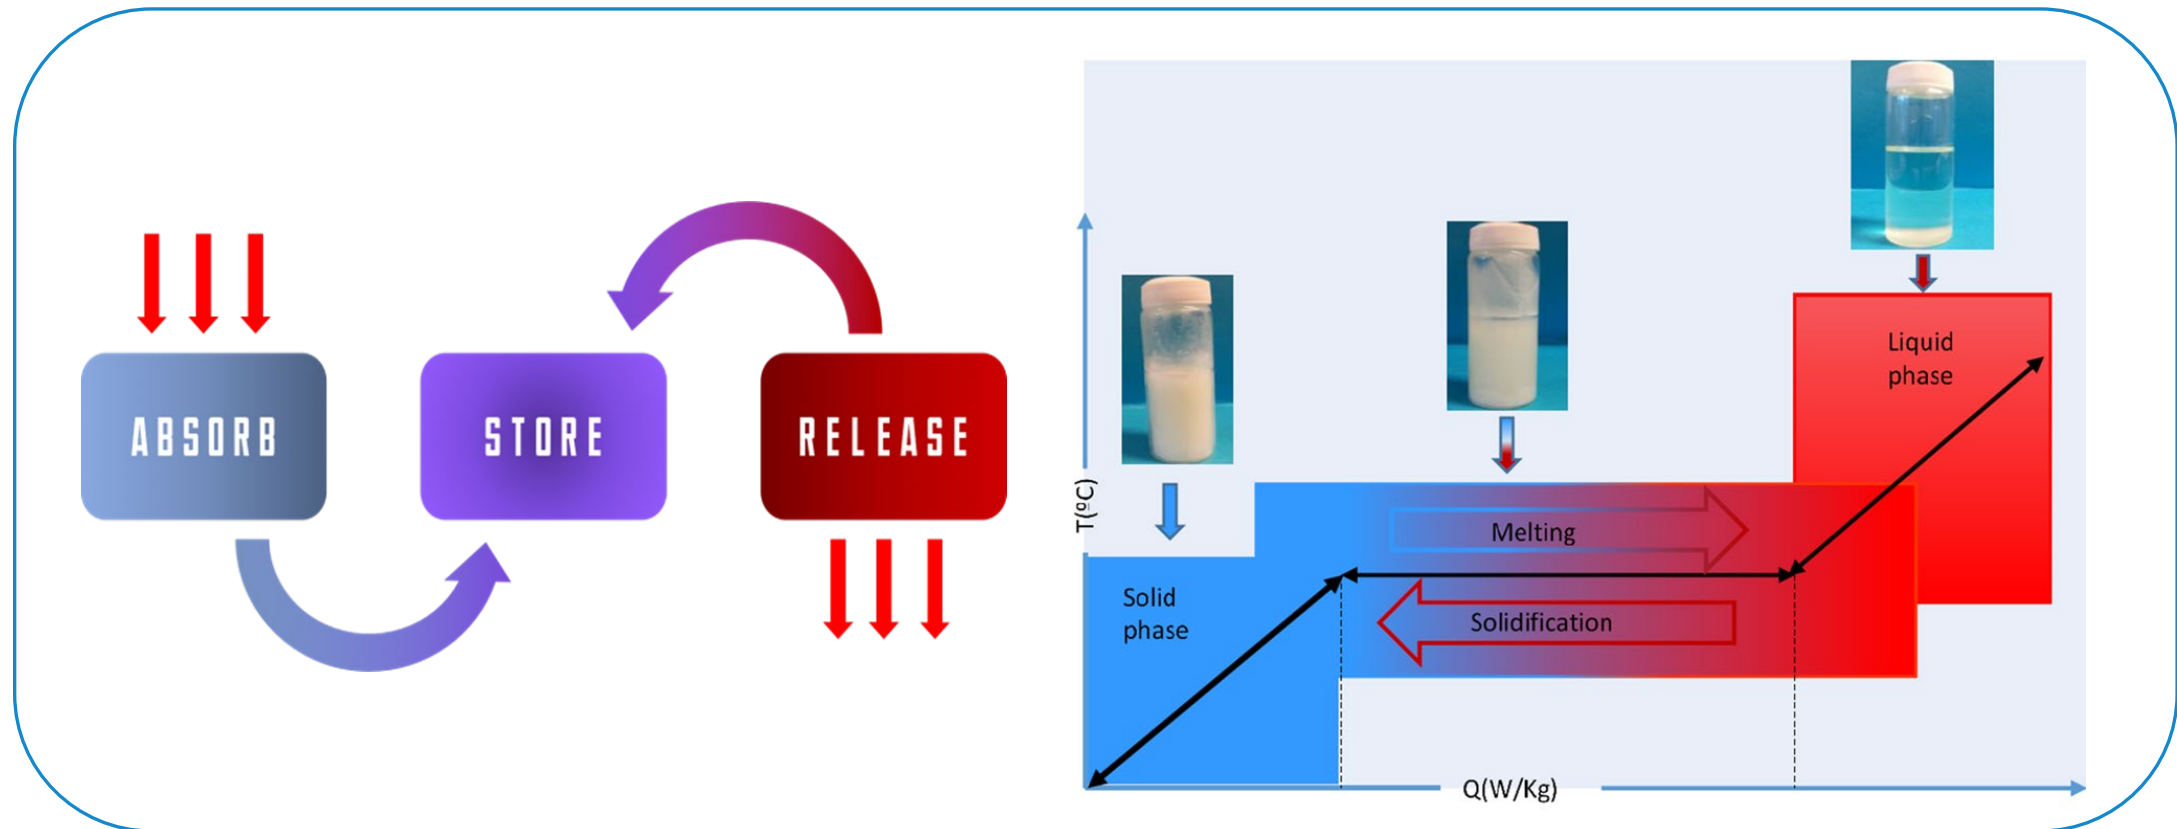 ABSORB
STORE
RELEASE
T(ºC)
Solid
phase
Melting
Solidification
Liquid
phase
Q(W/Kg)